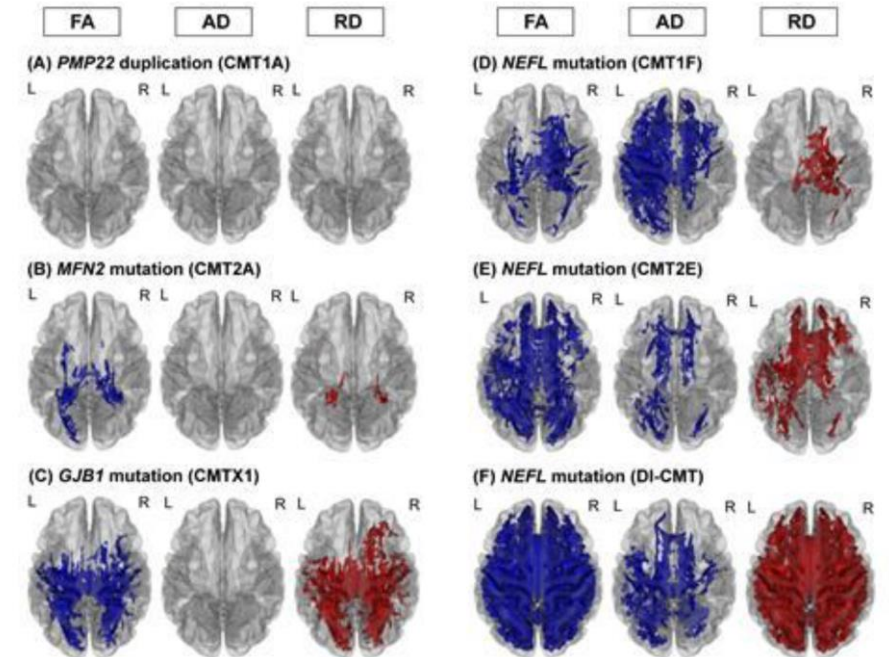 FA AD RD FA AD RD
(A) PMP22 duplication (CMT1A)
L R L R L R
(D) NEFL mutation (CMT1F)
L R L R L R
(B) MFN2 mutation (CMT2A)
L R L R L R
(E) NEFL mutation (CMT2E)
L R L R L R
(C) GJB1 mutation (CMTX1)
L R L R L R
(F) NEFL mutation (DI-CMT)
L R L R L R